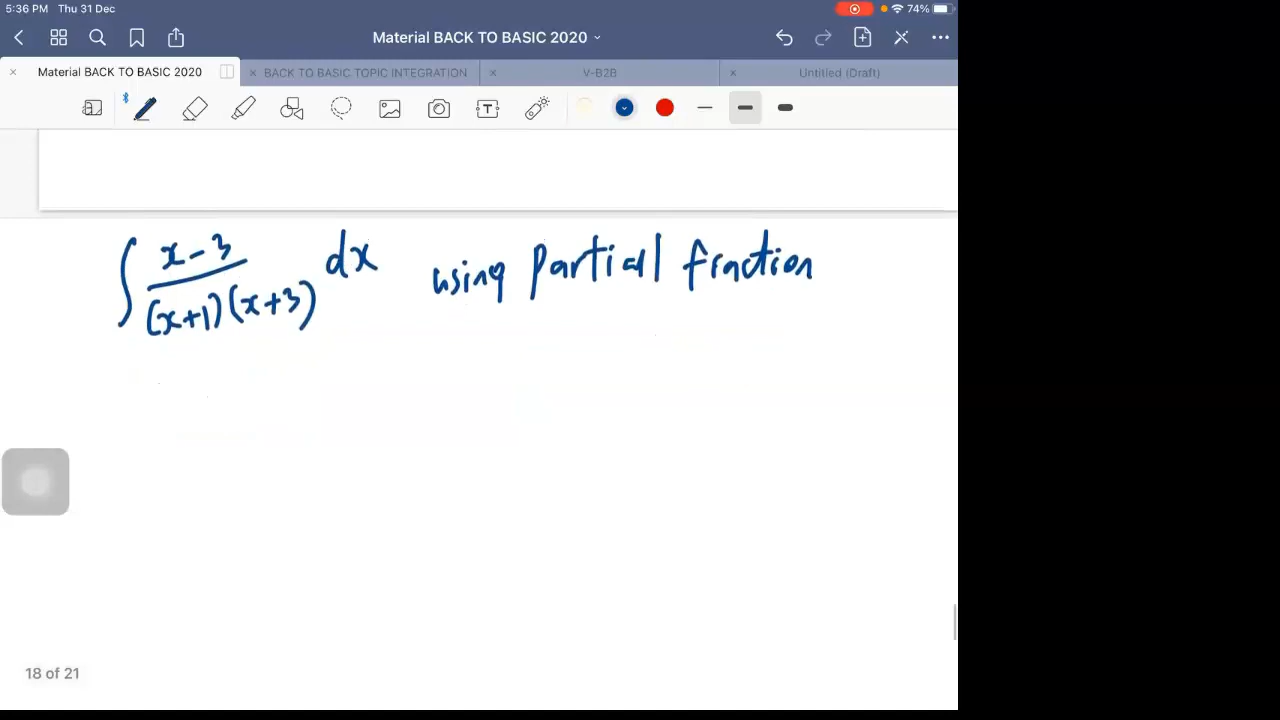 5:36 PM Thu 31 Dec 74%
Material BACK TO BASIC 2020
Material BACK TO BASIC 2020 BACK TO BASIC TOPIC INTEGRATION V-B2B Untitled (Draft)
T
∫ (x-3)/((x+1)(x+3)) dx using partial fraction
18 of 21